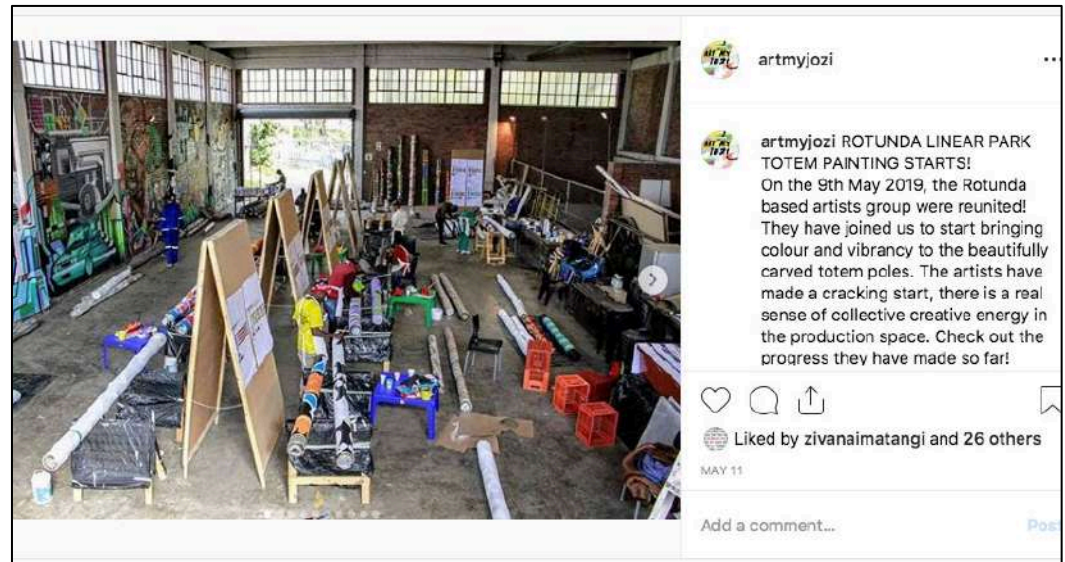 artmyjozi
artmyjozi ROTUNDA LINEAR PARK
TOTEM PAINTING STARTS!
On the 9th May 2019, the Rotunda
based artists group were reunited!
They have joined us to start bringing
colour and vibrancy to the beautifully
carved totem poles. The artists have
made a cracking start, there is a real
sense of collective creative energy in
the production space. Check out the
progress they have made so far!
Liked by zivanaimatangi and 26 others
MAY 11
Add a comment...
Post